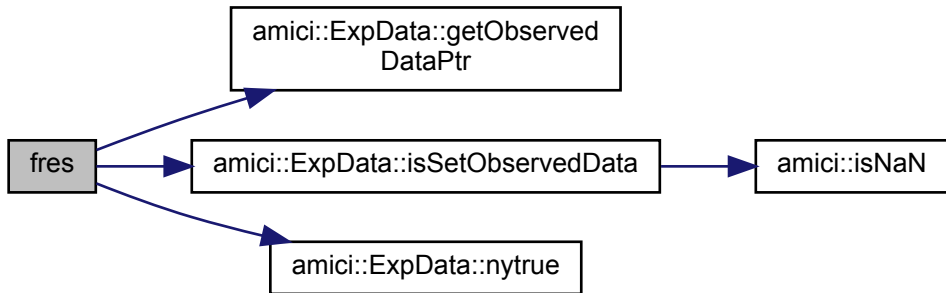 amici::ExpData::getObserved
DataPtr
fres
amici::ExpData::isSetObservedData
amici::isNaN
amici::ExpData::nytrue